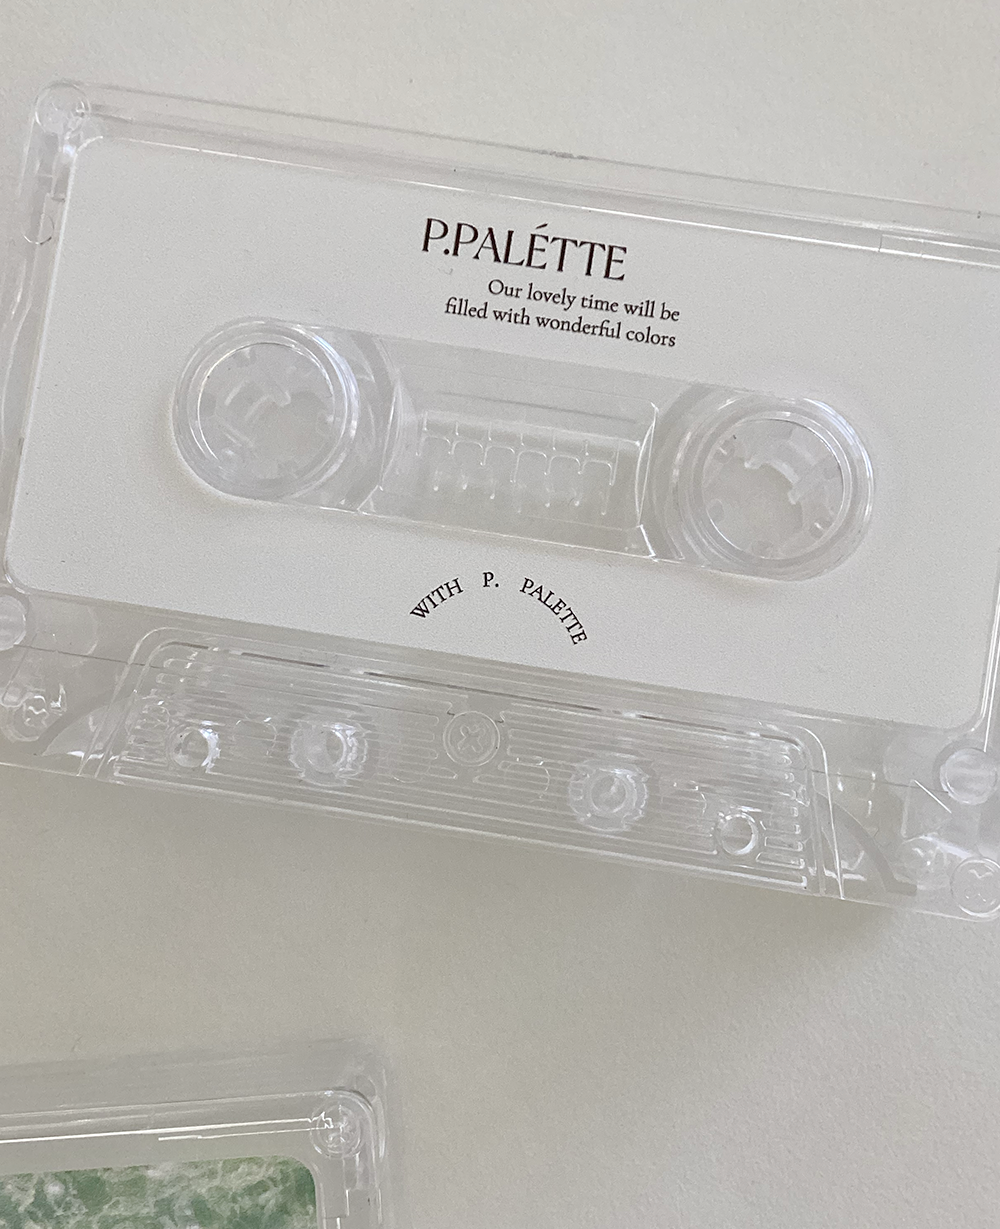 P.PALÉTTE
Our lovely time will be
filled with wonderful colors
WITH P. PALETTE